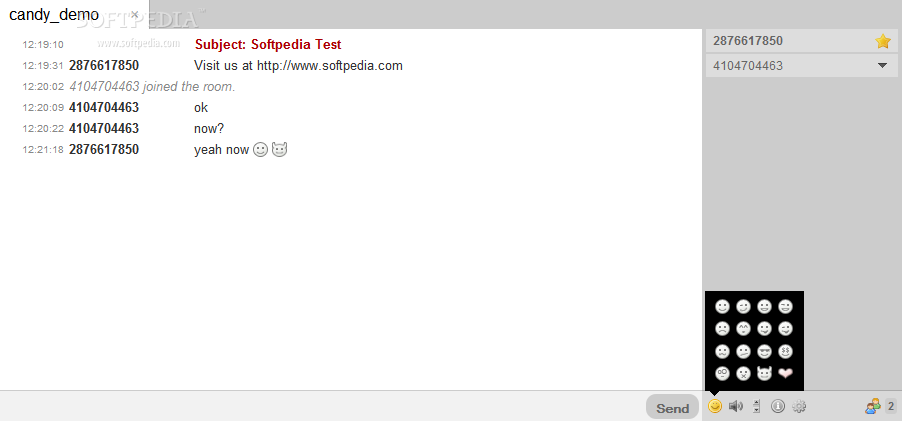 candy_demo ×
SOFTPEDIA™
www.softpedia.com
12:19:10 Subject: Softpedia Test
12:19:31 2876617850 Visit us at http://www.softpedia.com
12:20:02 4104704463 joined the room.
12:20:09 4104704463 ok
12:20:22 4104704463 now?
12:21:18 2876617850 yeah now
2876617850
4104704463
Send
2